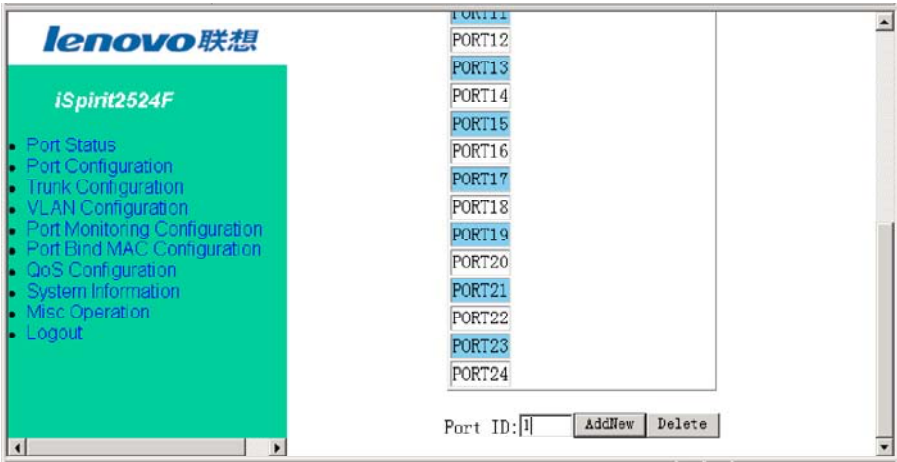 lenovo联想
iSpirit2524F
Port Status
Port Configuration
Trunk Configuration
VLAN Configuration
Port Monitoring Configuration
Port Bind MAC Configuration
QoS Configuration
System Information
Misc Operation
Logout
PORT11
PORT12
PORT13
PORT14
PORT15
PORT16
PORT17
PORT18
PORT19
PORT20
PORT21
PORT22
PORT23
PORT24
Port ID: 1 AddNew Delete